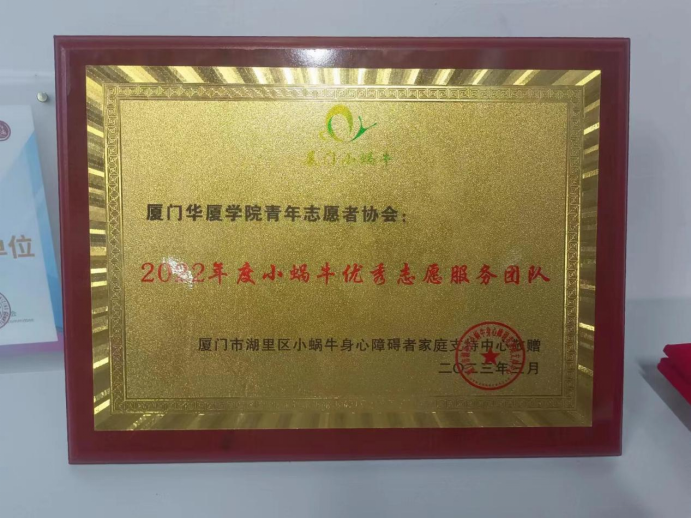 厦门小蜗牛
厦门华厦学院青年志愿者协会:
2022年度小蜗牛优秀志愿服务团队
厦门市湖里区小蜗牛身心障碍者家庭支持中心 赠
二〇二三年 月
单位